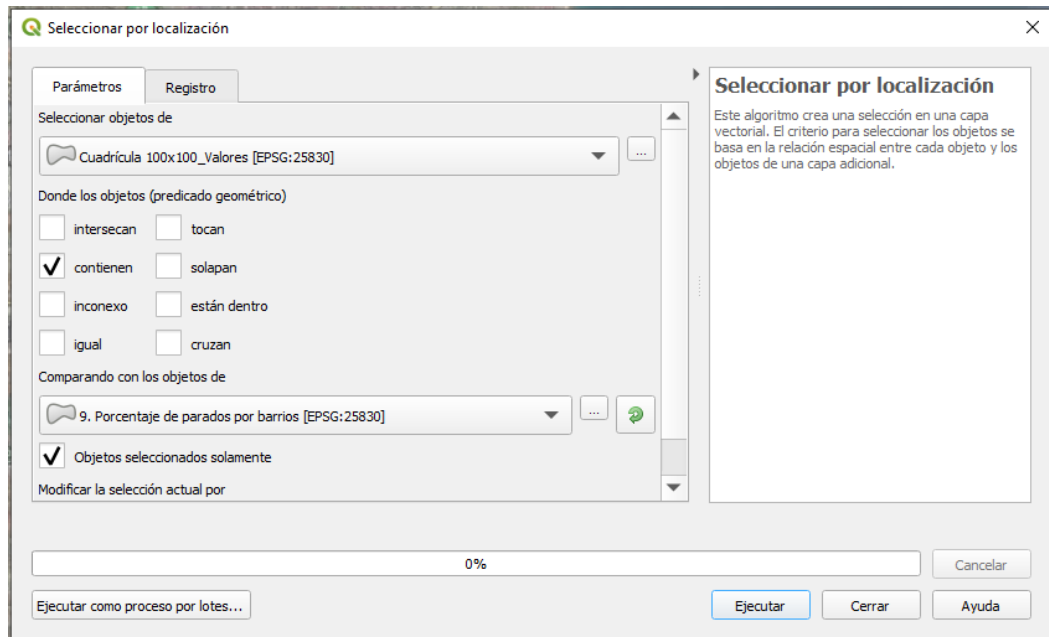 Seleccionar por localización
Parámetros
Registro
Seleccionar objetos de
Cuadrícula 100x100_Valores [EPSG:25830]
...
Donde los objetos (predicado geométrico)
intersecan
tocan
contienen
solapan
inconexo
están dentro
igual
cruzan
Comparando con los objetos de
9. Porcentaje de parados por barrios [EPSG:25830]
...
Objetos seleccionados solamente
Modificar la selección actual por
Seleccionar por localización
Este algoritmo crea una selección en una capa
vectorial. El criterio para seleccionar los objetos se
basa en la relación espacial entre cada objeto y los
objetos de una capa adicional.
0%
Cancelar
Ejecutar como proceso por lotes...
Ejecutar
Cerrar
Ayuda